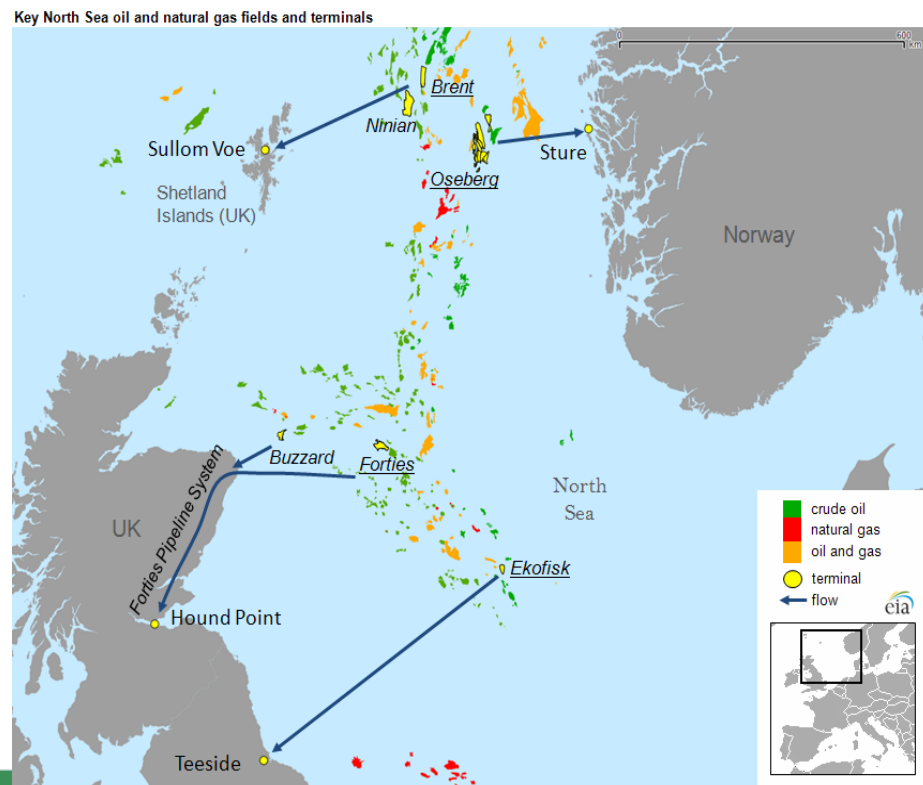 Key North Sea oil and natural gas fields and terminals
0
600
km
Brent
Ninian
Sullom Voe
Sture
Oseberg
Shetland
Islands (UK)
Norway
Buzzard
Forties
North
Sea
UK
Forties Pipeline System
Ekofisk
Hound Point
Teeside
crude oil
natural gas
oil and gas
terminal
flow
eia